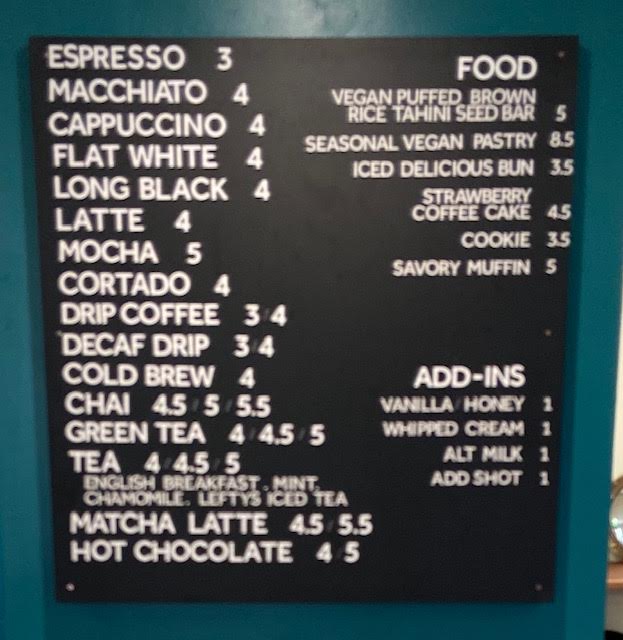 ESPRESSO 3
MACCHIATO 4
CAPPUCCINO 4
FLAT WHITE 4
LONG BLACK 4
LATTE 4
MOCHA 5
CORTADO 4
DRIP COFFEE 3/4
DECAF DRIP 3/4
COLD BREW 4
CHAI 4.5/5/5.5
GREEN TEA 4/4.5/5
TEA 4/4.5/5
ENGLISH BREAKFAST . MINT.
CHAMOMILE. LEFTYS ICED TEA
MATCHA LATTE 4.5/5.5
HOT CHOCOLATE 4/5
FOOD
VEGAN PUFFED BROWN
RICE TAHINI SEED BAR 5
SEASONAL VEGAN PASTRY 8.5
ICED DELICIOUS BUN 3.5
STRAWBERRY
COFFEE CAKE 4.5
COOKIE 3.5
SAVORY MUFFIN 5
ADD-INS
VANILLA/HONEY 1
WHIPPED CREAM 1
ALT MILK 1
ADD SHOT 1